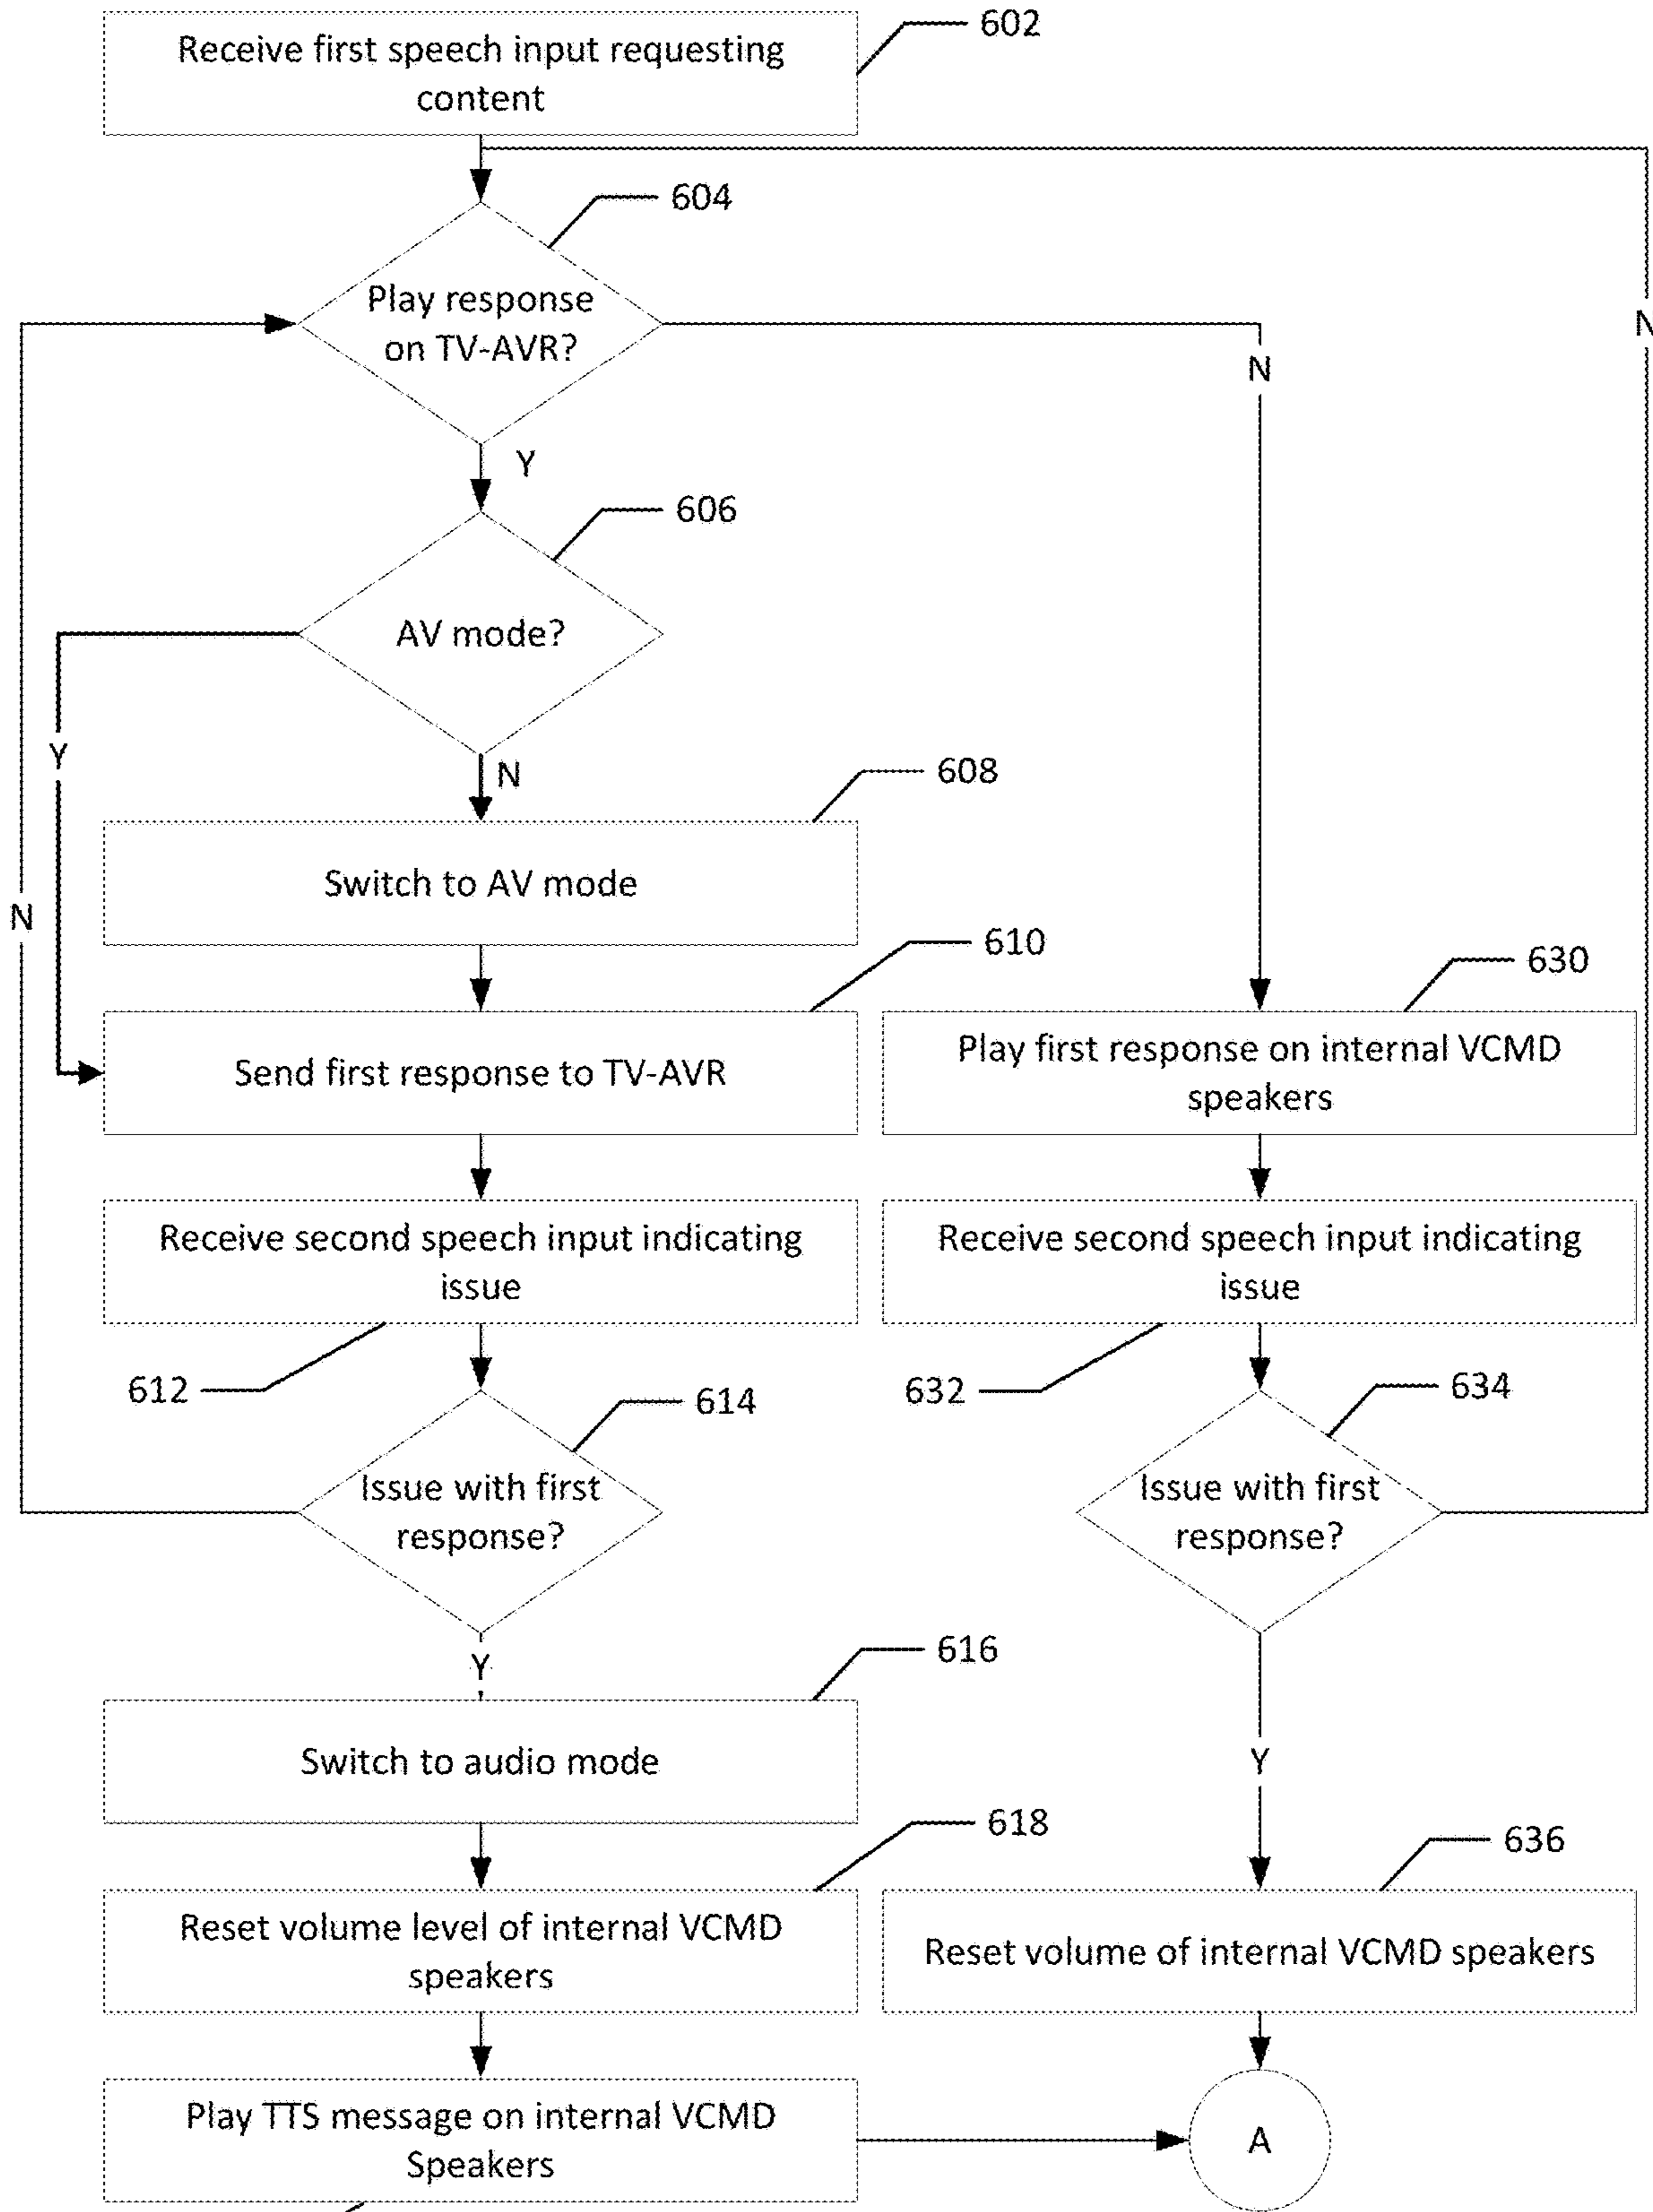 Receive first speech input requesting
content
602
604
Play response
on TV-AVR?
N
N
Y
606
AV mode?
Y
N
608
Switch to AV mode
N
610
Send first response to TV-AVR
630
Play first response on internal VCMD
speakers
Receive second speech input indicating
issue
Receive second speech input indicating
issue
612
614
632
634
Issue with first
response?
Issue with first
response?
Y
616
Switch to audio mode
Y
618
636
Reset volume level of internal VCMD
speakers
Reset volume of internal VCMD speakers
Play TTS message on internal VCMD
Speakers
A